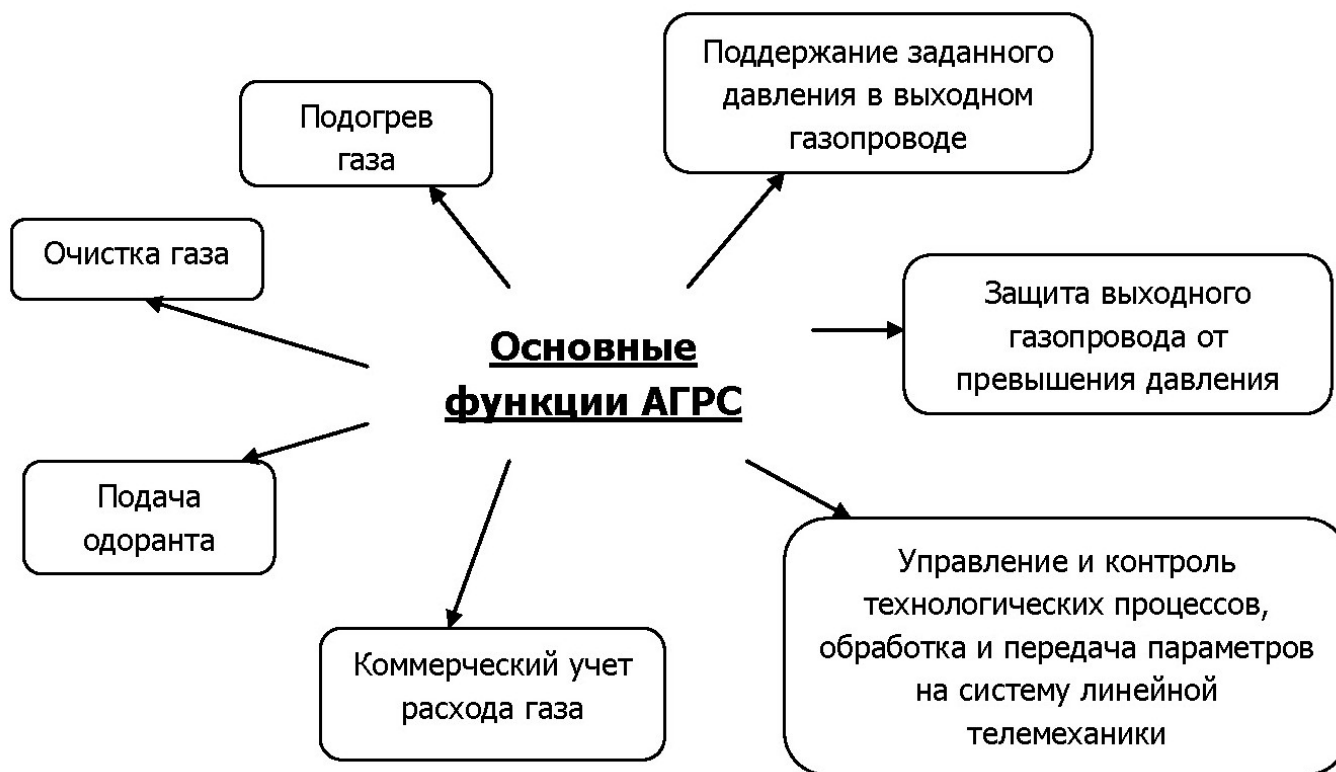 Поддержание заданного
давления в выходном
газопроводе
Подогрев
газа
Очистка газа
Защита выходного
газопровода от
превышения давления
Основные
функции АГРС
Подача
одоранта
Управление и контроль
технологических процессов,
обработка и передача параметров
на систему линейной
телемеханики
Коммерческий учет
расхода газа